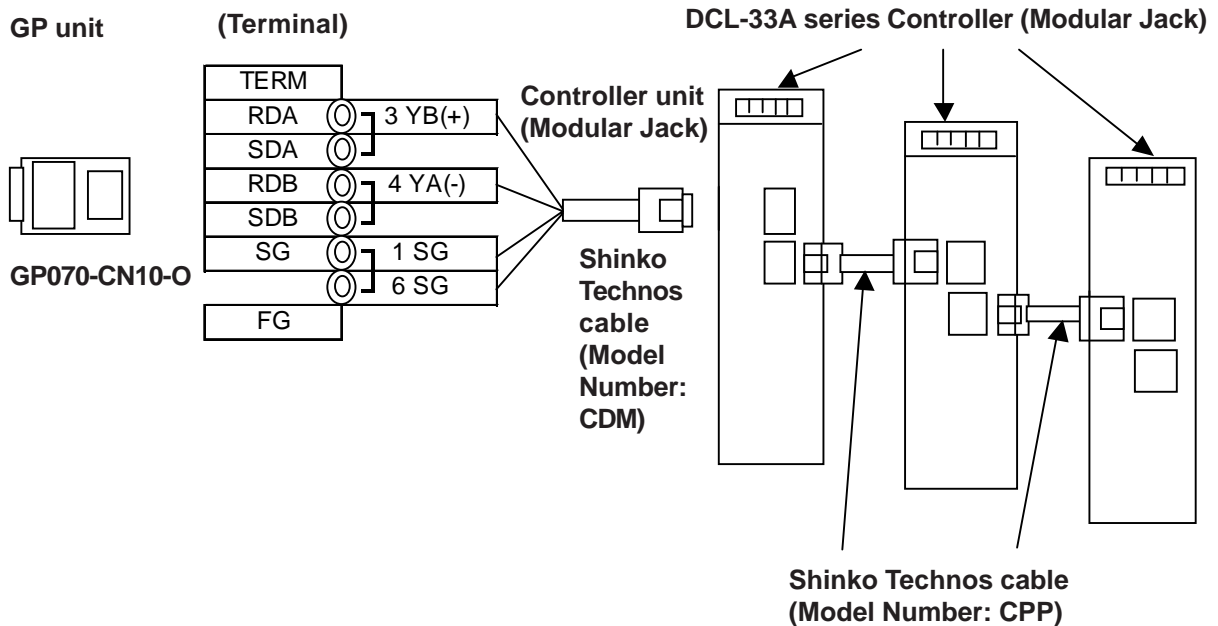 GP unit
(Terminal)
DCL-33A series Controller (Modular Jack)
TERM
RDA
3 YB(+)
SDA
RDB
4 YA(-)
SDB
SG
1 SG
6 SG
FG
GP070-CN10-O
Controller unit
(Modular Jack)
Shinko
Technos
cable
(Model
Number:
CDM)
Shinko Technos cable
(Model Number: CPP)